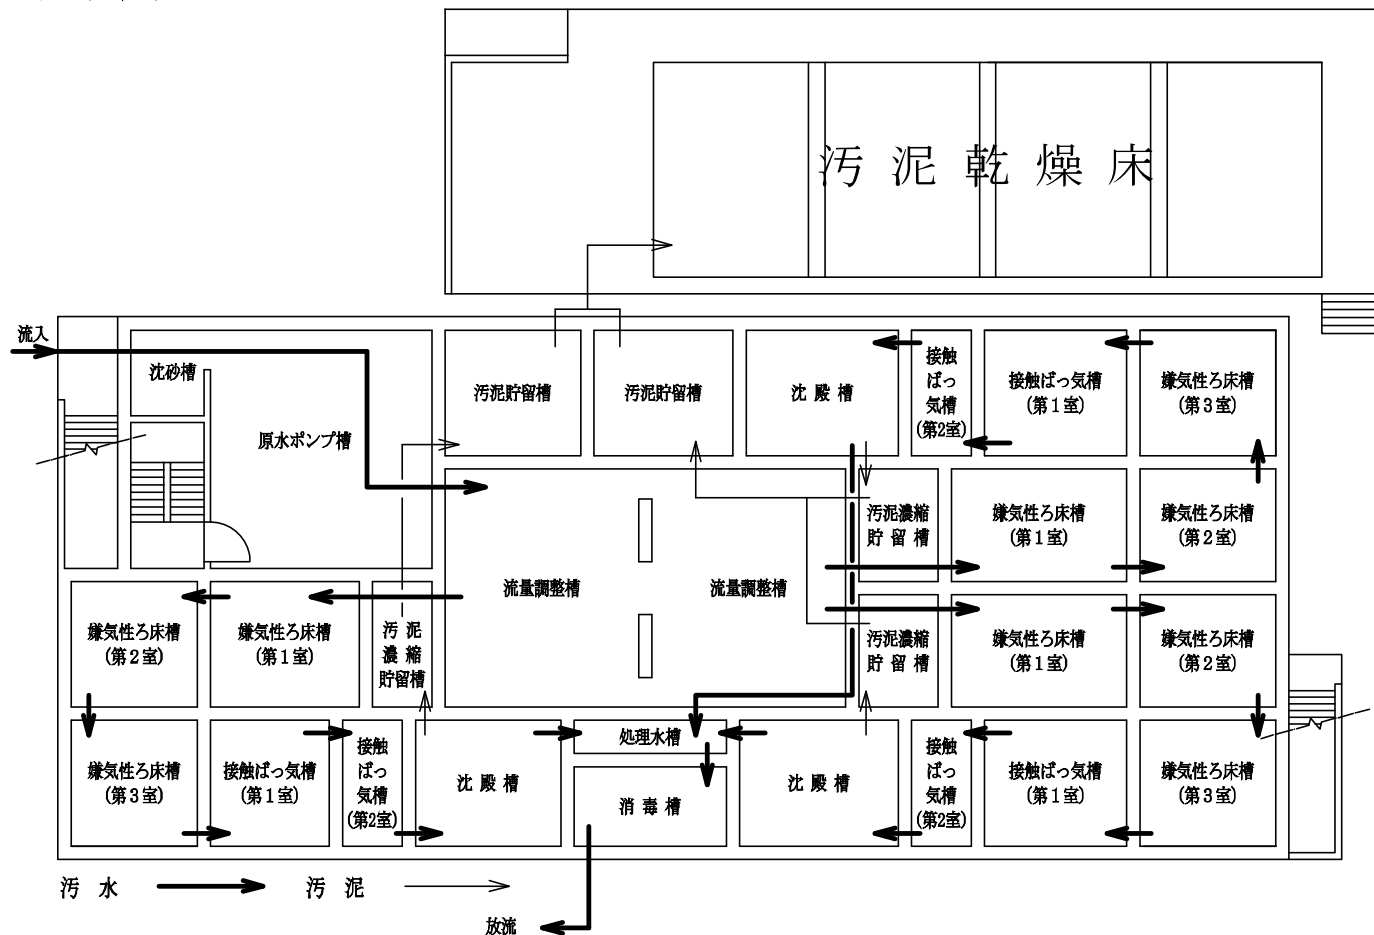 汚泥乾燥床
流入
沈砂槽
原水ポンプ槽
汚泥貯留槽
汚泥貯留槽
沈殿槽
接触
ばっ
気槽
(第2室)
接触ばっ気槽
(第1室)
嫌気性ろ床槽
(第3室)
汚泥濃縮
貯留槽
嫌気性ろ床槽
(第1室)
嫌気性ろ床槽
(第2室)
流量調整槽
流量調整槽
嫌気性ろ床槽
(第2室)
嫌気性ろ床槽
(第1室)
汚泥
濃縮
貯留槽
汚泥濃縮
貯留槽
嫌気性ろ床槽
(第1室)
嫌気性ろ床槽
(第2室)
嫌気性ろ床槽
(第3室)
接触ばっ気槽
(第1室)
接触
ばっ
気槽
(第2室)
沈殿槽
処理水槽
消毒槽
沈殿槽
接触
ばっ
気槽
(第2室)
接触ばっ気槽
(第1室)
嫌気性ろ床槽
(第3室)
汚水
汚泥
放流